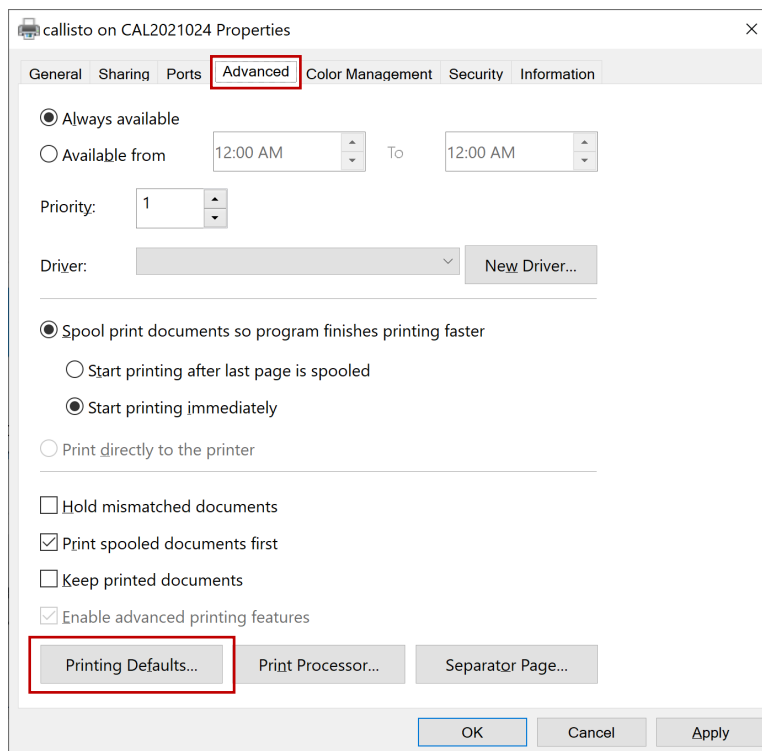 callisto on CAL2021024 Properties
General Sharing Ports Advanced Color Management Security Information
Always available
Available from 12:00 AM To 12:00 AM
Priority: 1
Driver: New Driver...
Spool print documents so program finishes printing faster
Start printing after last page is spooled
Start printing immediately
Print directly to the printer
Hold mismatched documents
Print spooled documents first
Keep printed documents
Enable advanced printing features
Printing Defaults... Print Processor... Separator Page...
OK Cancel Apply